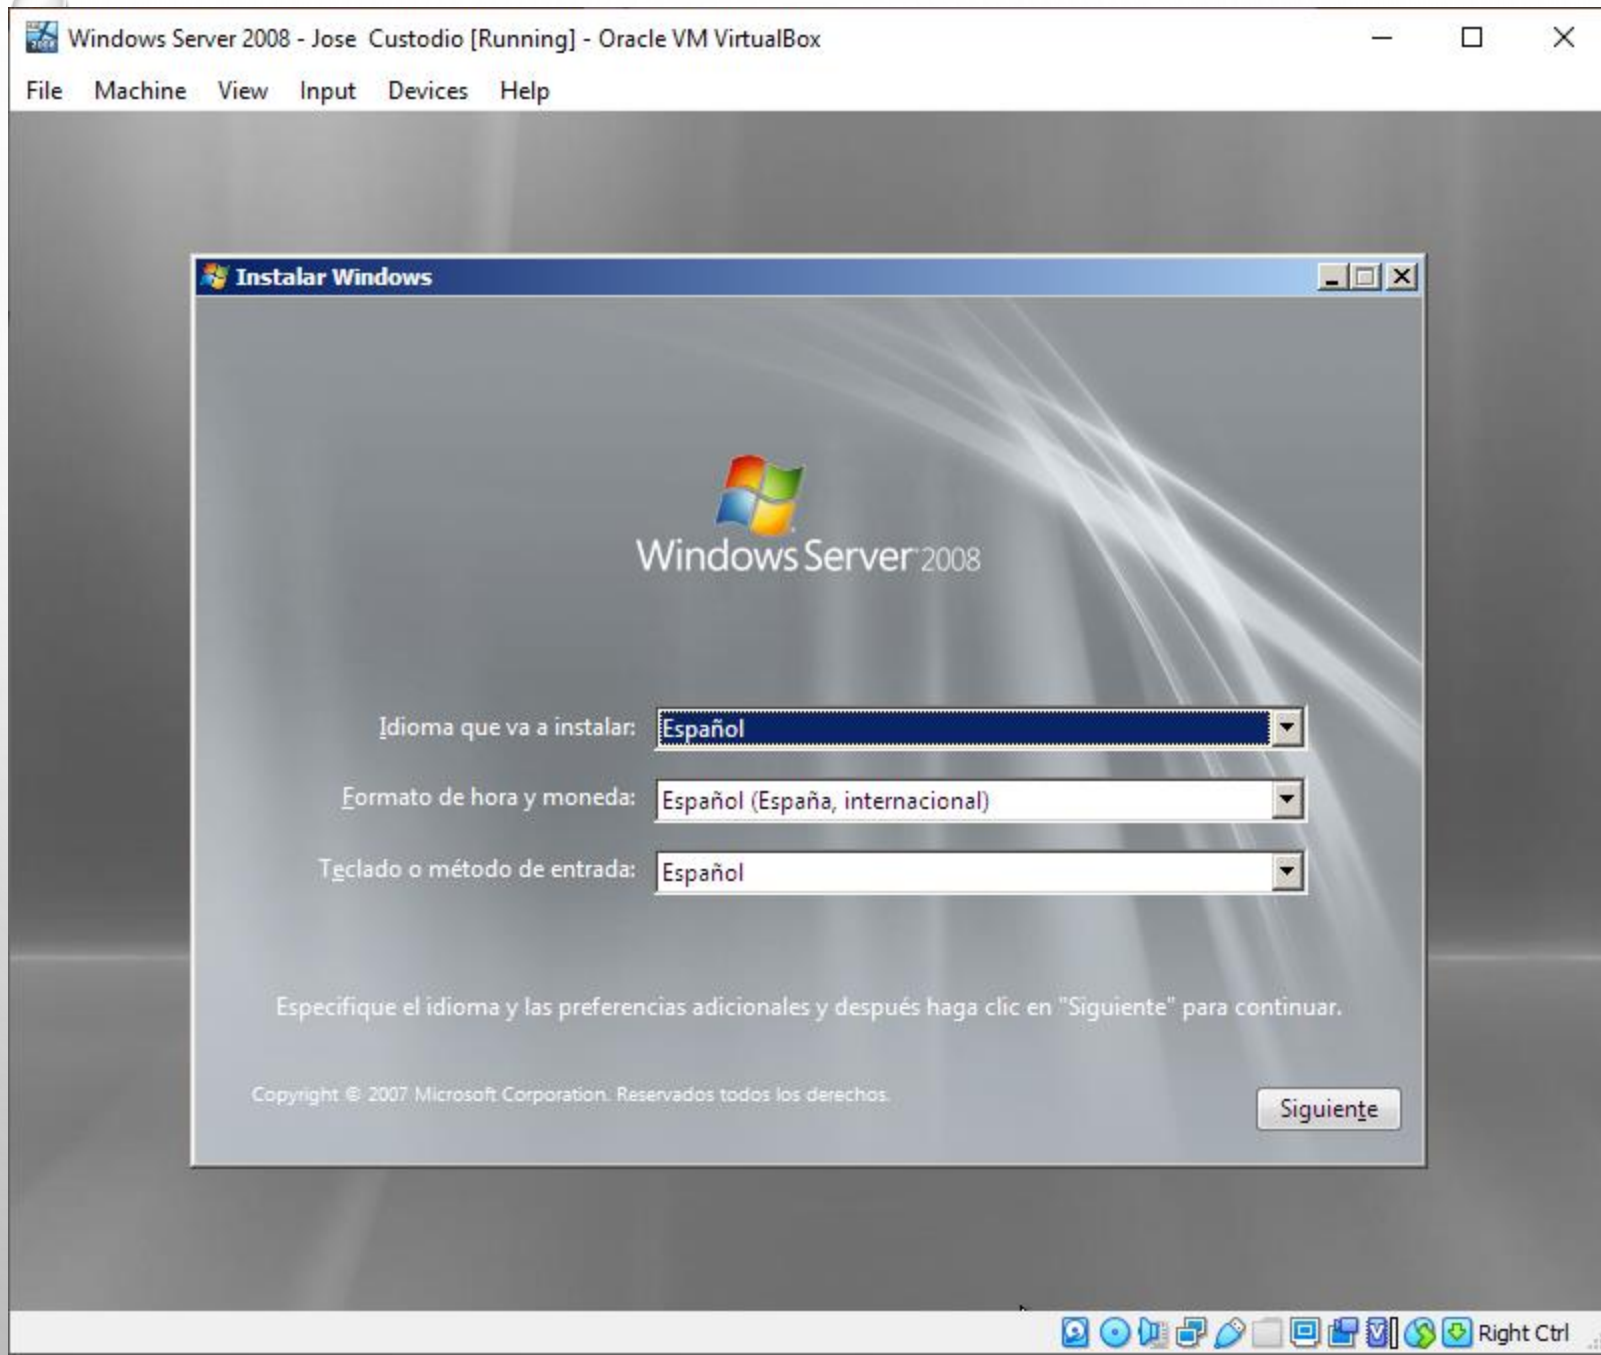 Windows Server 2008 - Jose  Custodio [Running] - Oracle VM VirtualBox
File Machine View Input Devices Help
Instalar Windows
Windows Server 2008
Idioma que va a instalar: Español
Formato de hora y moneda: Español (España, internacional)
Teclado o método de entrada: Español
Especifique el idioma y las preferencias adicionales y después haga clic en "Siguiente" para continuar.
Copyright © 2007 Microsoft Corporation. Reservados todos los derechos.
Siguiente
Right Ctrl